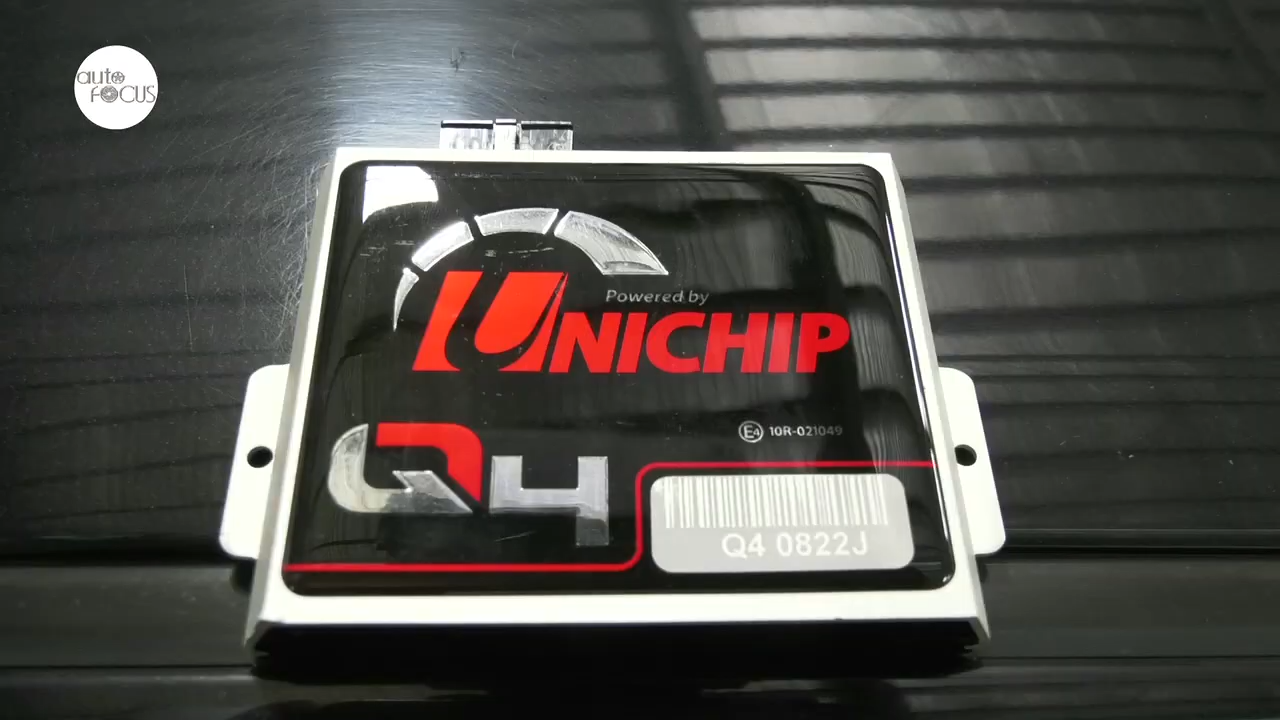 auto
FOCUS
Powered by
UNICHIP
E4 10R-021049
Q4
Q4 0822J